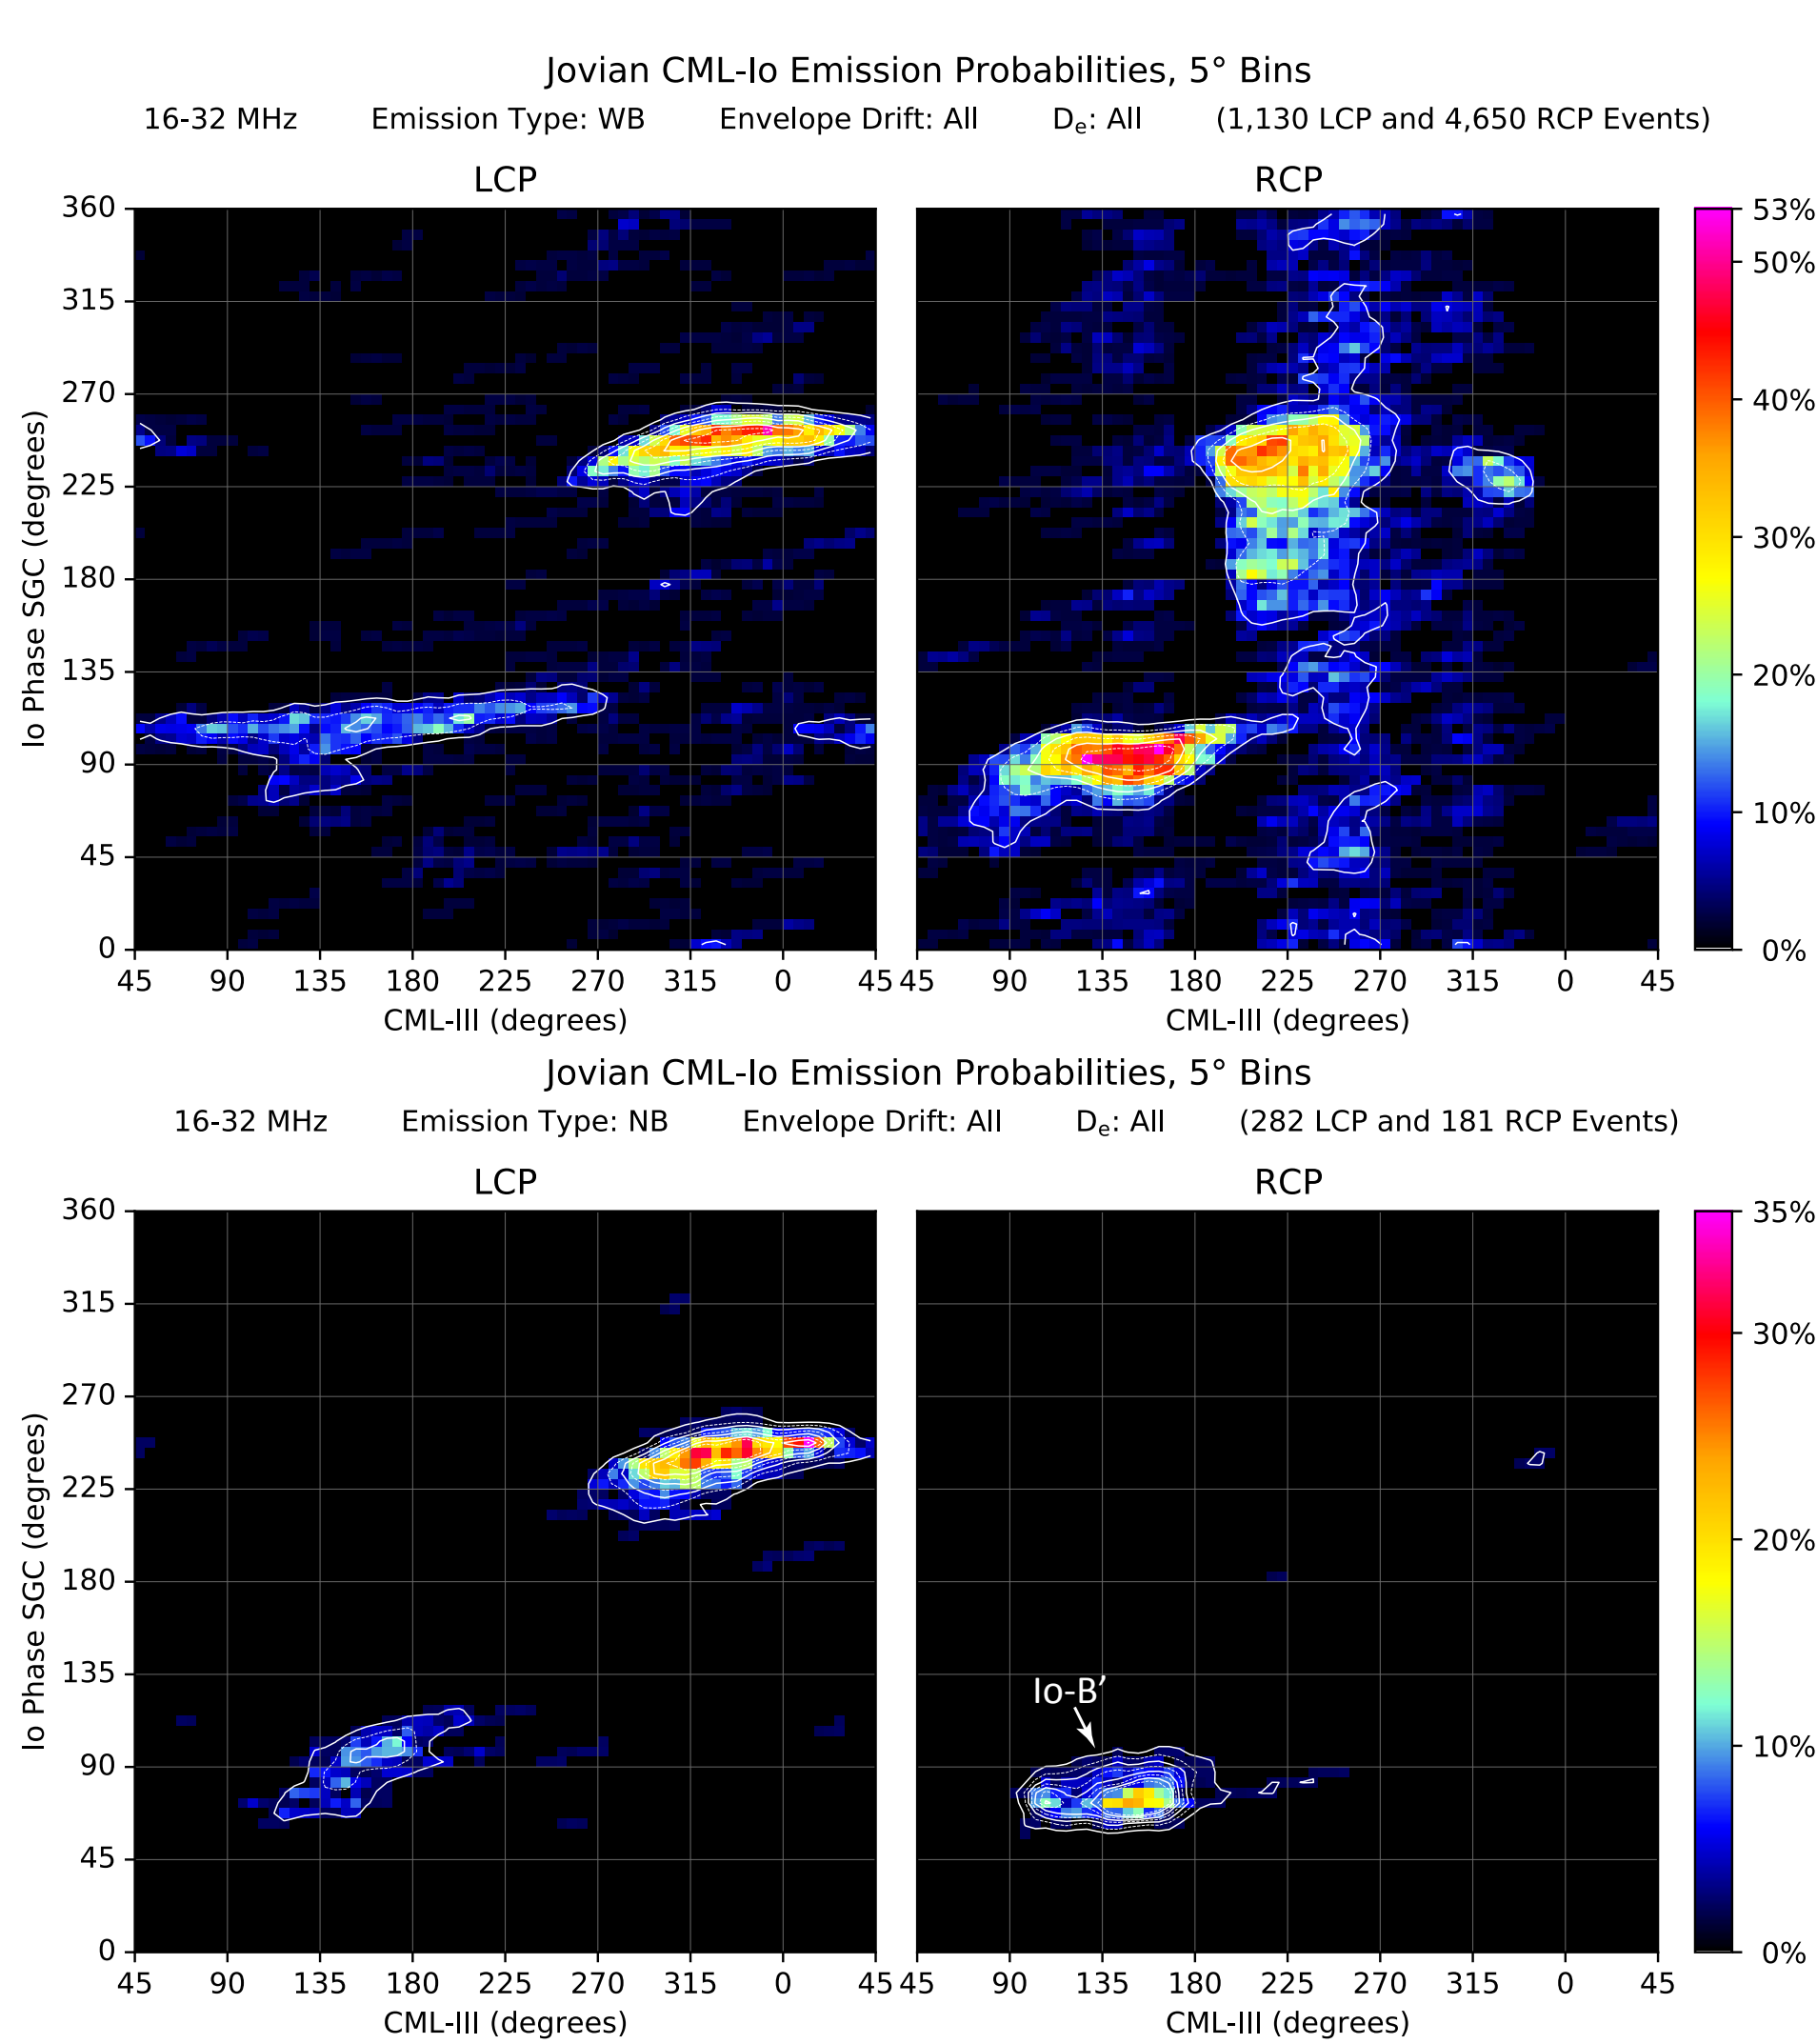 Jovian CML-Io Emission Probabilities, 5° Bins
16-32 MHz Emission Type: WB Envelope Drift: All Dₑ: All (1,130 LCP and 4,650 RCP Events)
LCP RCP
360 53%
50%
315
270 40%
225
30%
180
135 20%
90 10%
45
0 0%
Io Phase SGC (degrees)
45 90 135 180 225 270 315 0 45 45 90 135 180 225 270 315 0 45
CML-III (degrees) CML-III (degrees)
Jovian CML-Io Emission Probabilities, 5° Bins
16-32 MHz Emission Type: NB Envelope Drift: All Dₑ: All (282 LCP and 181 RCP Events)
LCP RCP
360 35%
315 30%
270
225 20%
180
135
Io-B’
90 10%
45
0 0%
Io Phase SGC (degrees)
45 90 135 180 225 270 315 0 45 45 90 135 180 225 270 315 0 45
CML-III (degrees) CML-III (degrees)